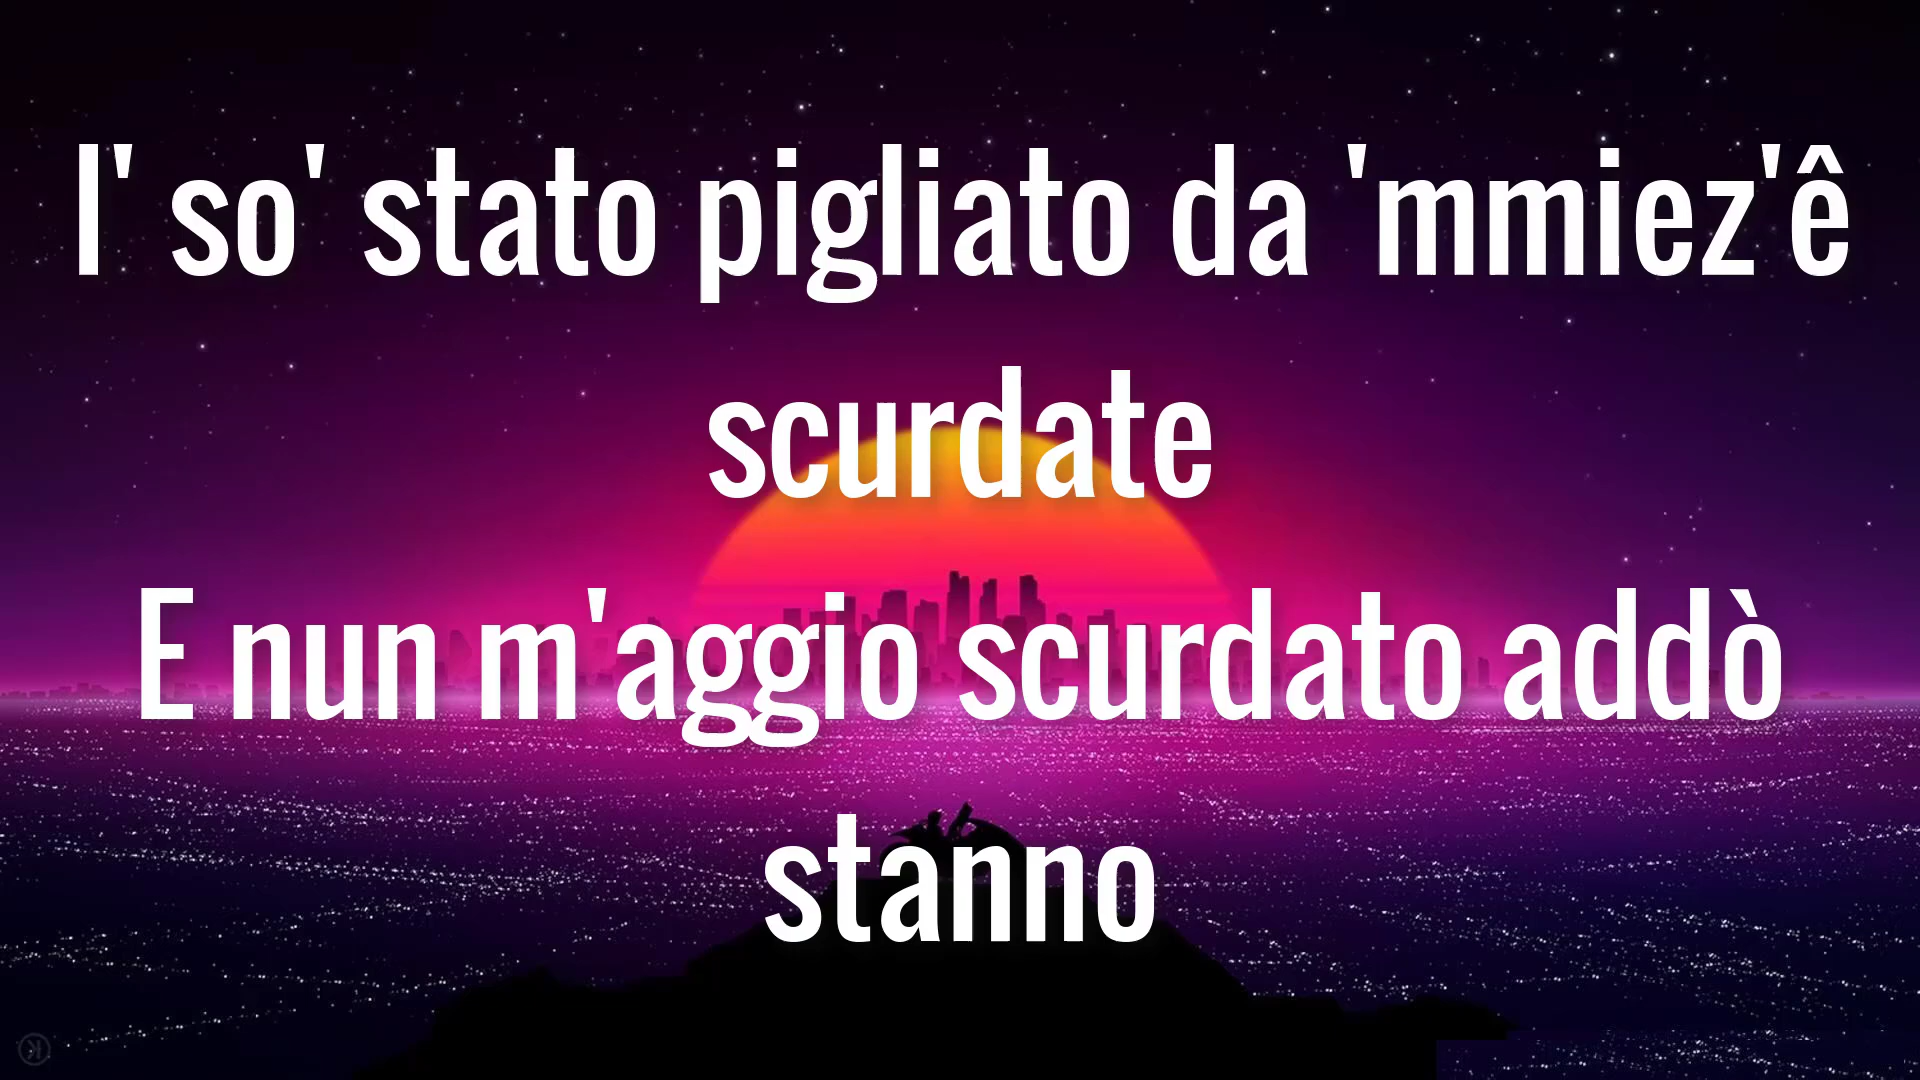 I' so' stato pigliato da 'mmiez'ê
scurdate
E nun m'aggio scurdato addò
stanno